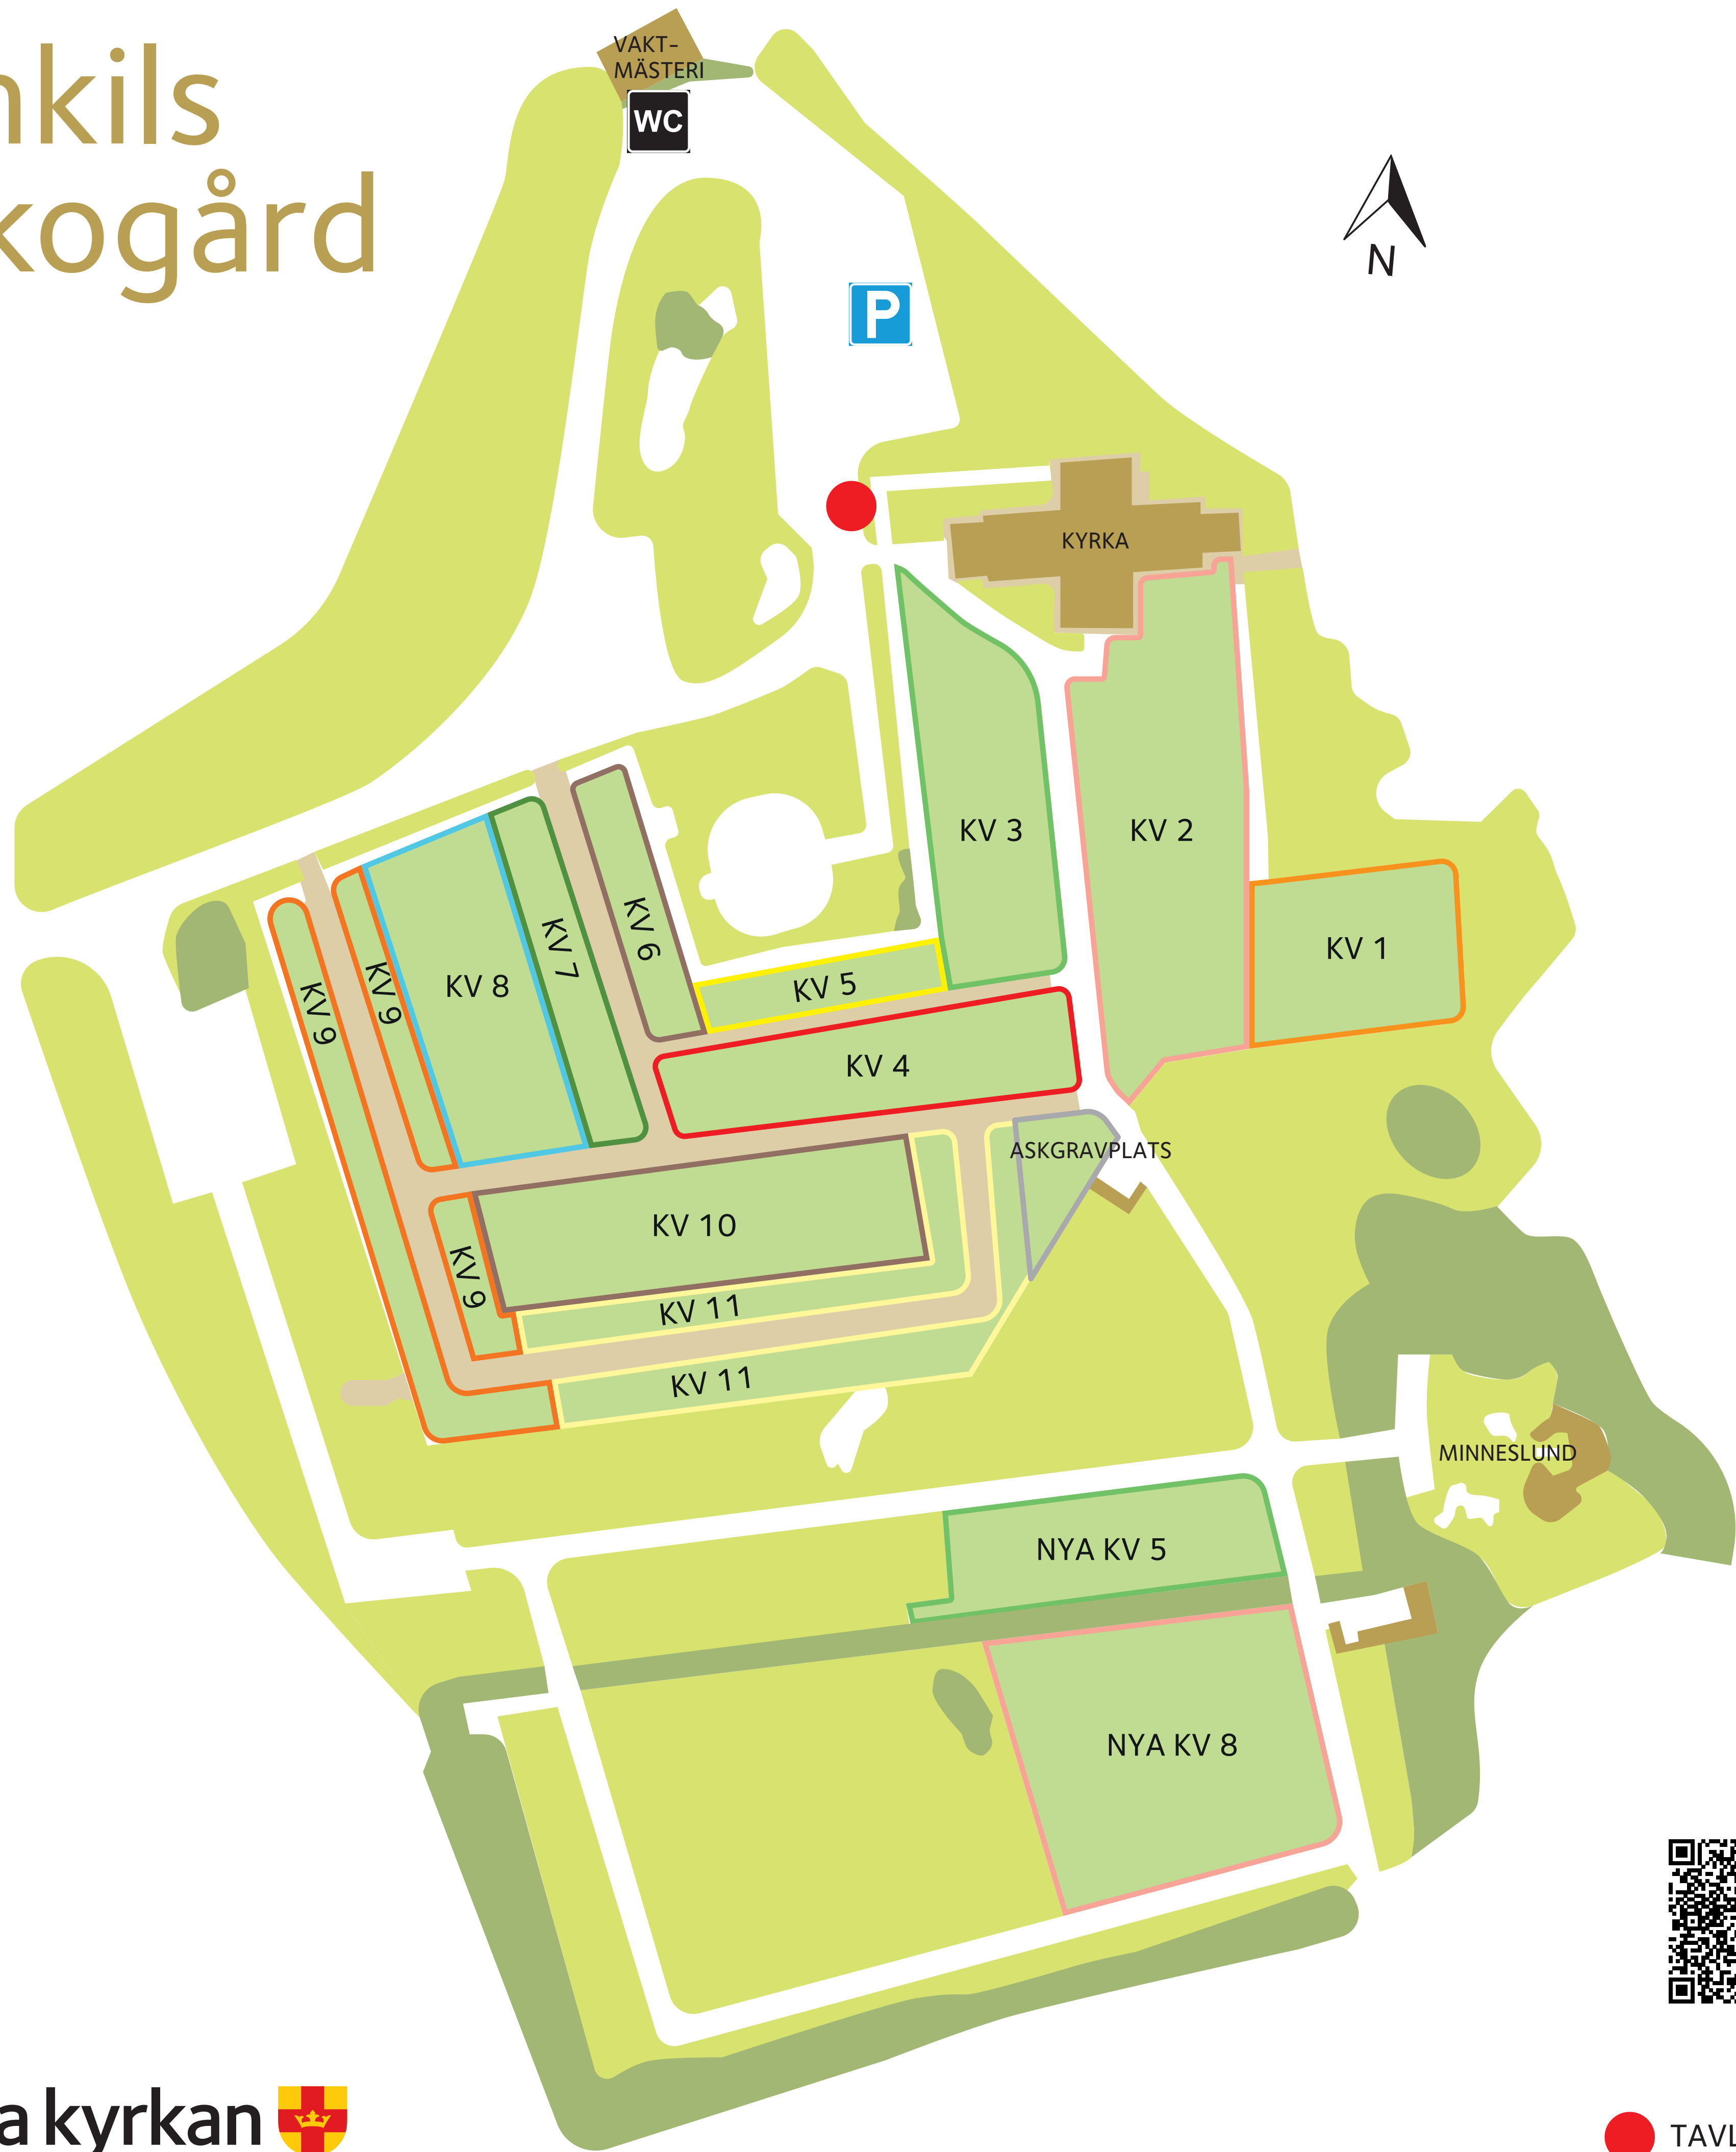 nkils
kogård
VAKT-
MÄSTERI
WC
P
N
KYRKA
KV 3
KV 2
KV 1
KV 6
KV 7
KV 8
KV 9
KV 9
KV 5
KV 4
ASKGRAVPLATS
KV 10
KV 9
KV 11
KV 11
MINNESLUND
NYA KV 5
NYA KV 8
a kyrkan
TAVL